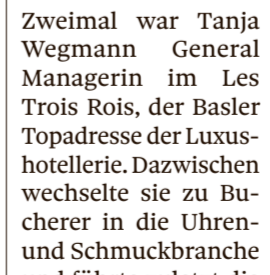 Zweimal war Tanja
Wegmann General
Managerin im Les
Trois Rois, der Basler
Topadresse der Luxus-
hotellerie. Dazwischen
wechselte sie zu Bu-
cherer in die Uhren-
und Schmuckbranche